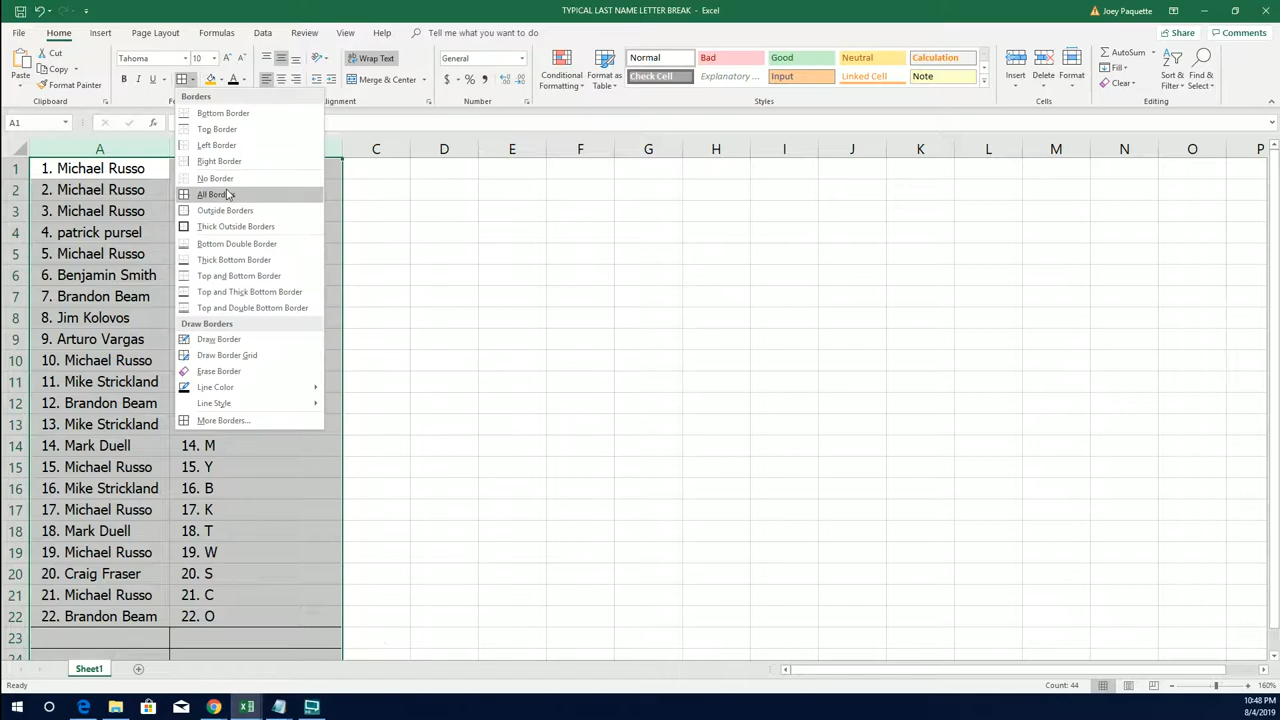 TYPICAL LAST NAME LETTER BREAK - Excel
Joey Paquette
File Home Insert Page Layout Formulas Data Review View Help Tell me what you want to do
Share Comments
Paste
Cut
Copy
Format Painter
Clipboard
Tahoma 10
B I U
Wrap Text
Merge & Center
Alignment
General
$ % ,
Number
Conditional Formatting
Format as Table
Normal Bad Good Neutral Calculation
Check Cell Explanatory ... Input Linked Cell Note
Styles
Insert Delete Format
Cells
AutoSum
Fill
Clear
Sort & Filter
Find & Select
Editing
A1
fx
Borders
Bottom Border
Top Border
Left Border
Right Border
No Border
All Borders
Outside Borders
Thick Outside Borders
Bottom Double Border
Thick Bottom Border
Top and Bottom Border
Top and Thick Bottom Border
Top and Double Bottom Border
Draw Borders
Draw Border
Draw Border Grid
Erase Border
Line Color
Line Style
More Borders...
A C D E F G H I J K L M N O P
1 1. Michael Russo
2 2. Michael Russo
3 3. Michael Russo
4 4. patrick pursel
5 5. Michael Russo
6 6. Benjamin Smith
7 7. Brandon Beam
8 8. Jim Kolovos
9 9. Arturo Vargas
10 10. Michael Russo
11 11. Mike Strickland
12 12. Brandon Beam
13 13. Mike Strickland
14 14. Mark Duell 14. M
15 15. Michael Russo 15. Y
16 16. Mike Strickland 16. B
17 17. Michael Russo 17. K
18 18. Mark Duell 18. T
19 19. Michael Russo 19. W
20 20. Craig Fraser 20. S
21 21. Michael Russo 21. C
22 22. Brandon Beam 22. O
23
24
Sheet1
Ready
Count: 44
160%
10:48 PM
8/4/2019